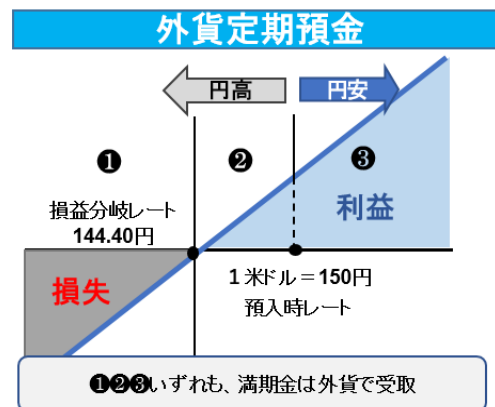 外貨定期預金
円高
円安
❶
❷
❸
損益分岐レート
144.40円
利益
損失
1米ドル＝150円
預入時レート
❶❷❸いずれも、満期金は外貨で受取